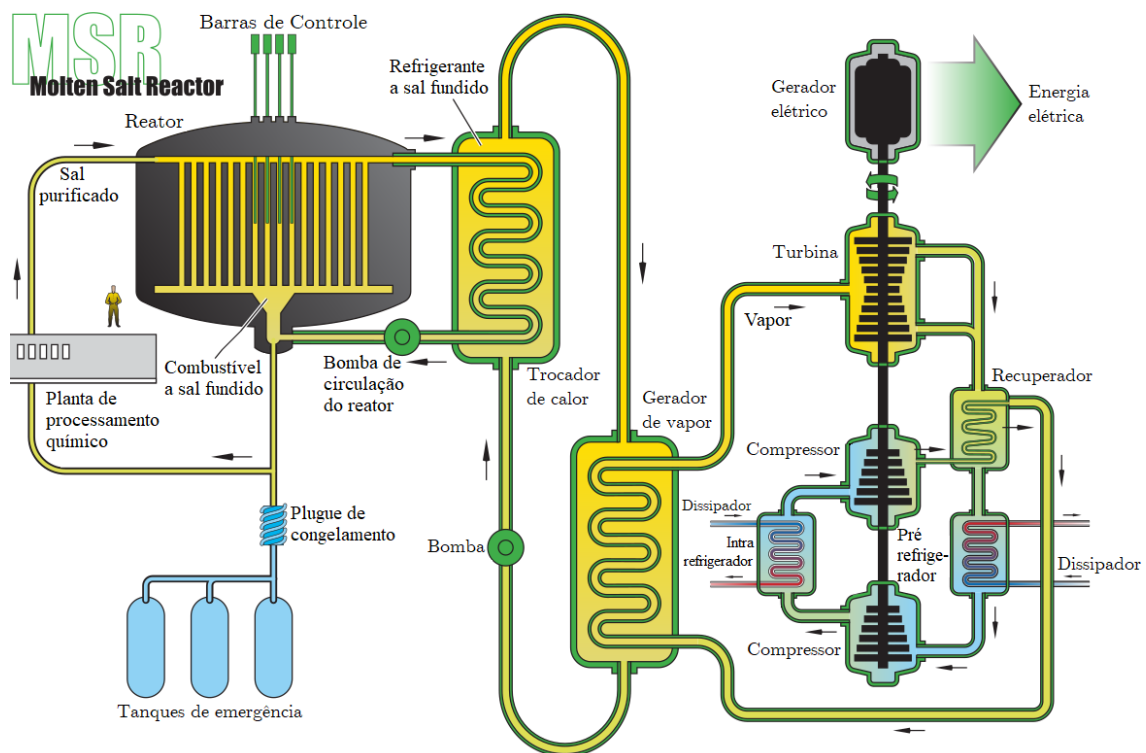 MSR
Molten Salt Reactor
Barras de Controle
Reator
Refrigerante
a sal fundido
Gerador
elétrico
Energia
elétrica
Sal
purificado
Turbina
Vapor
Combustível
a sal fundido
Bomba de
circulação
do reator
Trocador
de calor
Planta de
processamento
químico
Gerador
de vapor
Recuperador
Compressor
Plugue de
congelamento
Bomba
Dissipador
Intra
refrigerador
Pré
refrige-
rador
Dissipador
Compressor
Tanques de emergência